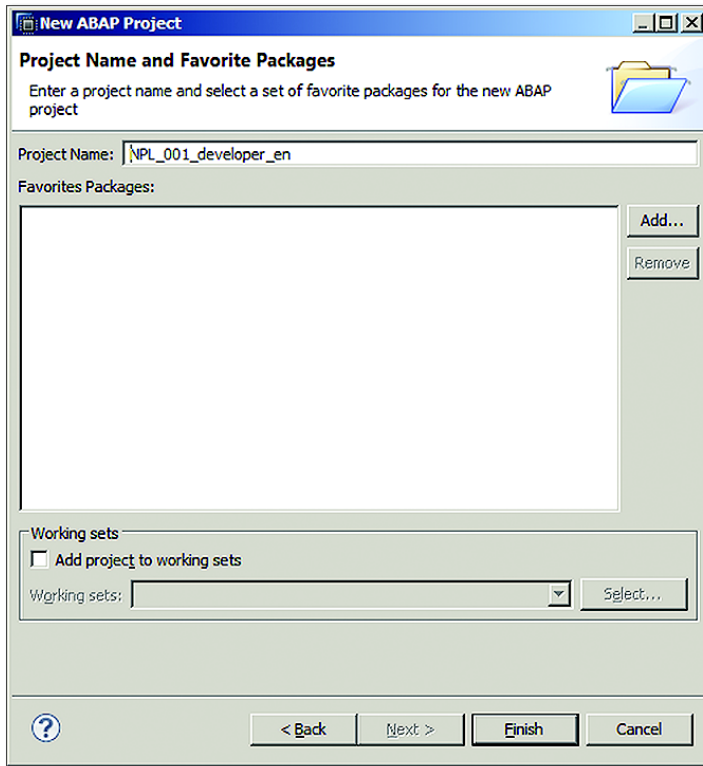 New ABAP Project
Project Name and Favorite Packages
Enter a project name and select a set of favorite packages for the new ABAP
project
Project Name: NPL_001_developer_en
Favorites Packages:
Add...
Remove
Working sets
Add project to working sets
Working sets:
Select...
?
< Back
Next >
Finish
Cancel